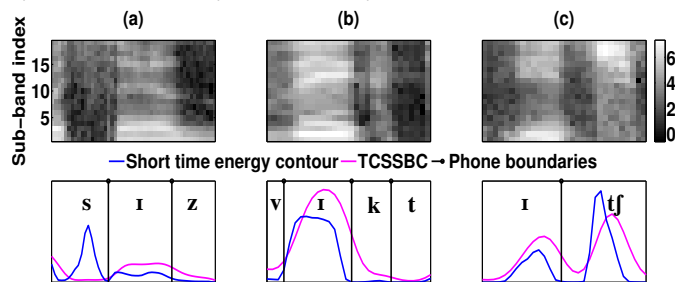 (a) (b) (c)
Sub-band index
15
10
5
6
4
2
0
Short time energy contour TCSSBC Phone boundaries
s ɪ z
v ɪ k t
ɪ tʃ